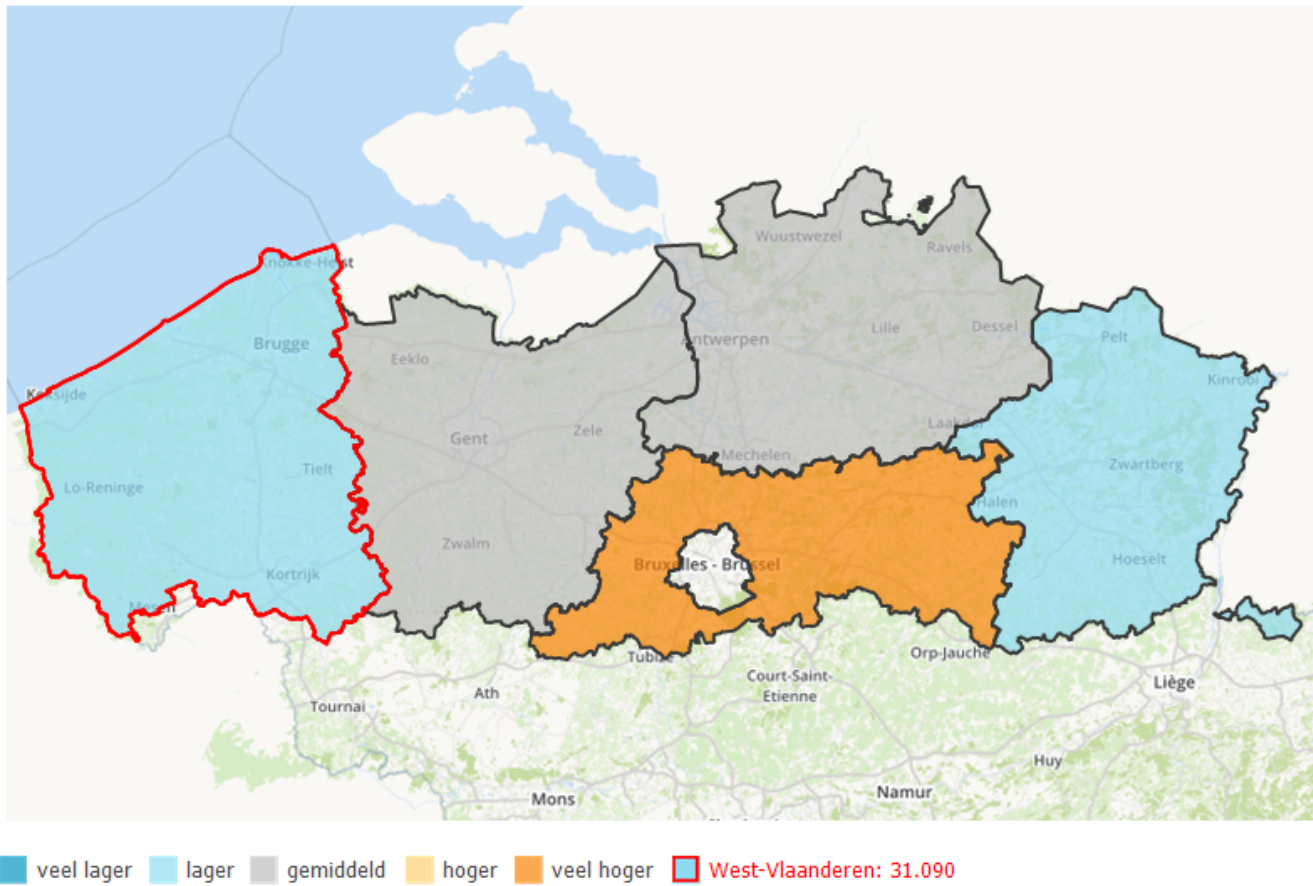 Wuustwezel
Ravels
Knokke-Heist
Brugge
Eeklo
Antwerpen
Lille
Dessel
Pelt
Kinrooi
Koksijde
Gent
Zele
Laakdal
Mechelen
Tielt
Lo-Reninge
Zwartberg
Halen
Zwalm
Bruxelles - Brussel
Hoeselt
Kortrijk
Mesen
Tubize
Orp-Jauche
Court-Saint-
Etienne
Liège
Ath
Tournai
Huy
Mons
Namur
veel lager lager gemiddeld hoger veel hoger West-Vlaanderen: 31.090